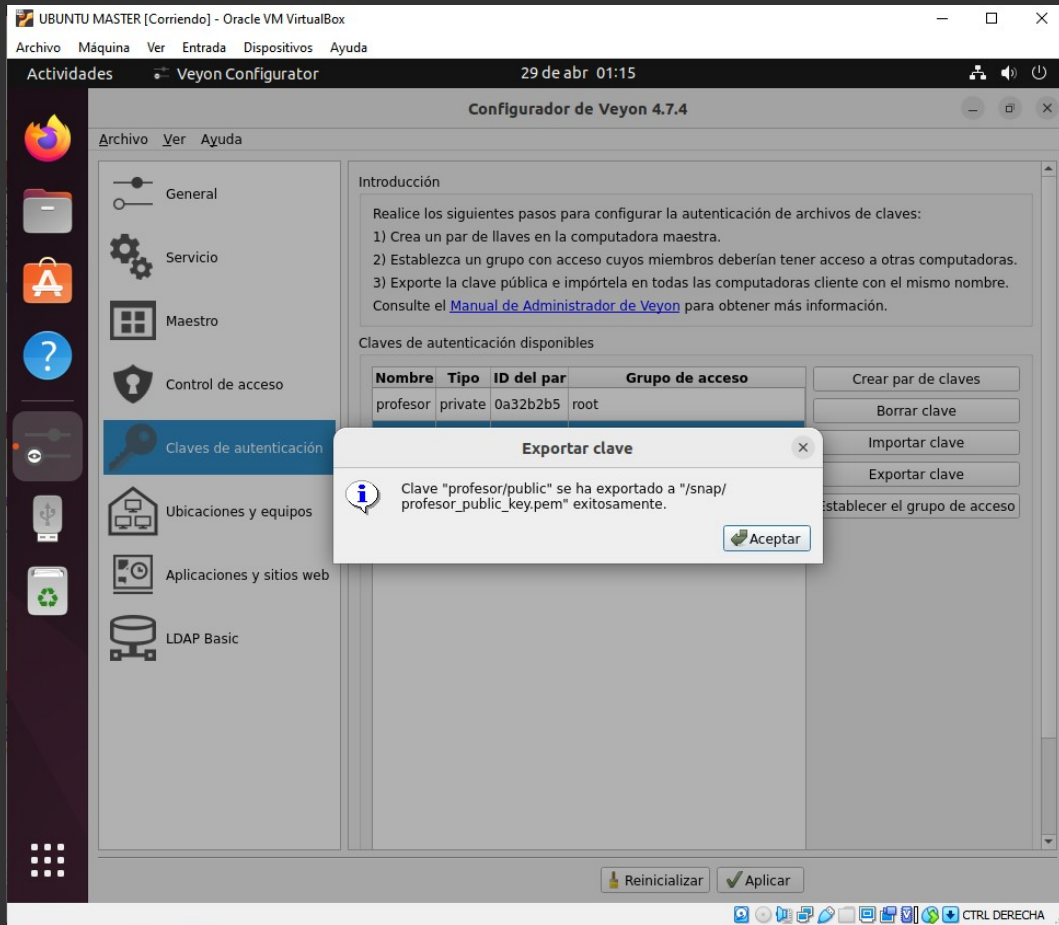 UBUNTU MASTER [Corriendo] - Oracle VM VirtualBox
Archivo Máquina Ver Entrada Dispositivos Ayuda
Actividades Veyon Configurator 29 de abr 01:15
Configurador de Veyon 4.7.4
Archivo Ver Ayuda
General
Servicio
Maestro
Control de acceso
Claves de autenticación
Ubicaciones y equipos
Aplicaciones y sitios web
LDAP Basic
Introducción
Realice los siguientes pasos para configurar la autenticación de archivos de claves:
1) Crea un par de llaves en la computadora maestra.
2) Establezca un grupo con acceso cuyos miembros deberían tener acceso a otras computadoras.
3) Exporte la clave pública e impórtela en todas las computadoras cliente con el mismo nombre.
Consulte el Manual de Administrador de Veyon para obtener más información.
Claves de autenticación disponibles
Nombre Tipo ID del par Grupo de acceso
profesor private 0a32b2b5 root
Crear par de claves
Borrar clave
Importar clave
Exportar clave
stablecer el grupo de acceso
Exportar clave
Clave "profesor/public" se ha exportado a "/snap/
profesor_public_key.pem" exitosamente.
Aceptar
Reinicializar Aplicar
CTRL DERECHA